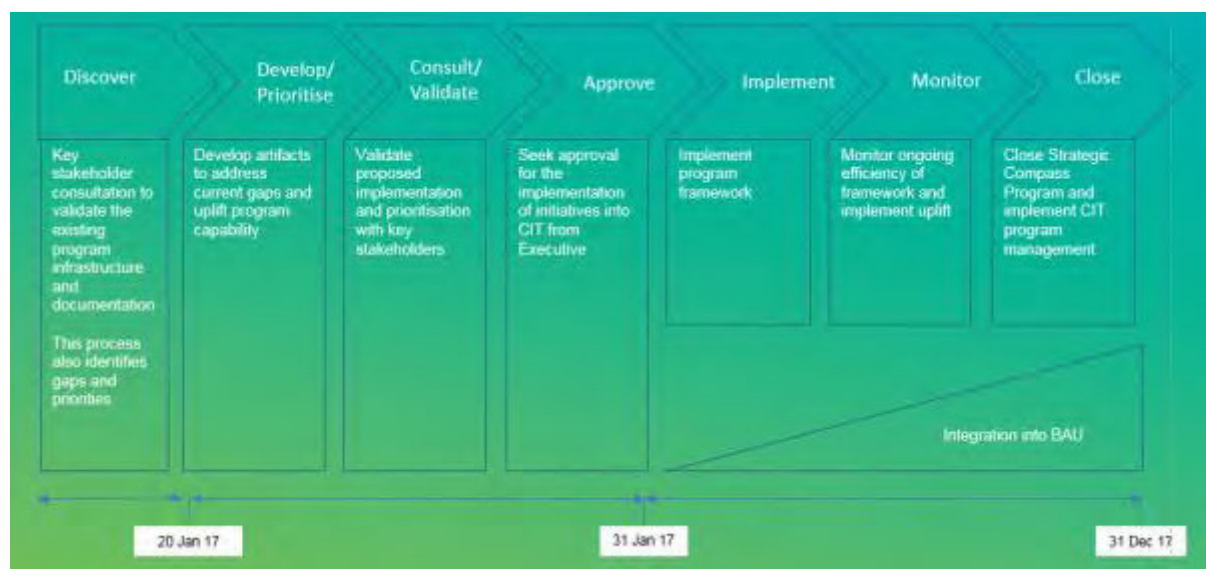 Discover
Develop/
Prioritise
Consult/
Validate
Approve
Implement
Monitor
Close
Key
stakeholder
consultation to
validate the
existing
program
infrastructure
and
documentation
This process
also identifies
gaps and
priorities
Develop artifacts
to address
current gaps and
uplift program
capability
Validate
proposed
implementation
and prioritisation
with key
stakeholders
Seek approval
for the
implementation
of initiatives into
CIT from
Executive
Implement
program
framework
Monitor ongoing
efficiency of
framework and
implement uplift
Close Strategic
Compass
Program and
implement CIT
program
management
Integration into BAU
20 Jan 17
31 Jan 17
31 Dec 17